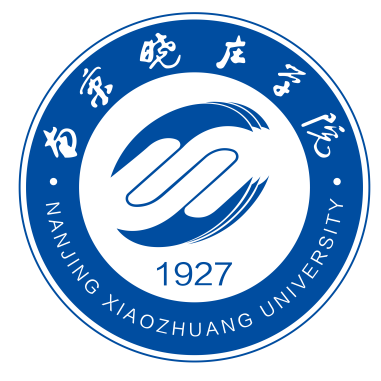 南京晓庄学院
1927
NANJING XIAOZHUANG UNIVERSITY